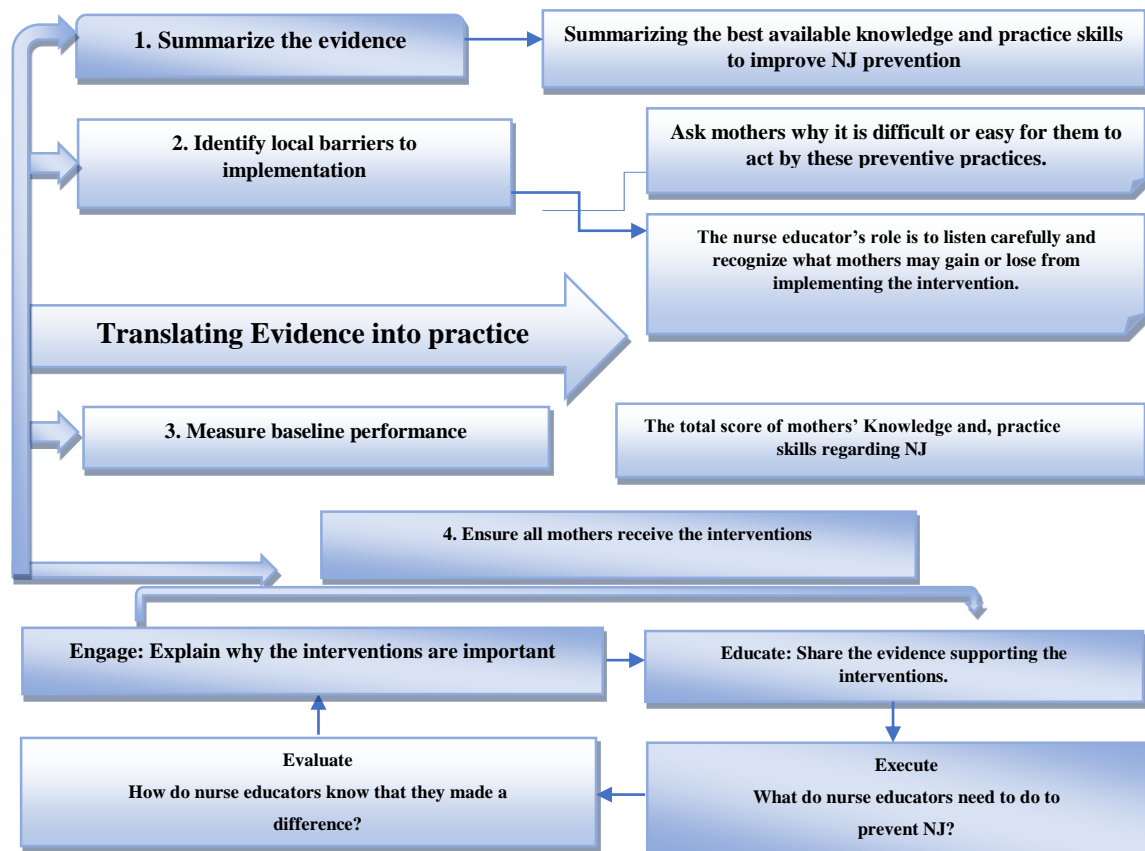 1. Summarize the evidence
Summarizing the best available knowledge and practice skills
to improve NJ prevention
2. Identify local barriers to
implementation
Ask mothers why it is difficult or easy for them to
act by these preventive practices.
The nurse educator’s role is to listen carefully and
recognize what mothers may gain or lose from
implementing the intervention.
Translating Evidence into practice
3. Measure baseline performance
The total score of mothers’ Knowledge and, practice
skills regarding NJ
4. Ensure all mothers receive the interventions
Engage: Explain why the interventions are important
Educate: Share the evidence supporting the
interventions.
Evaluate
How do nurse educators know that they made a
difference?
Execute
What do nurse educators need to do to
prevent NJ?